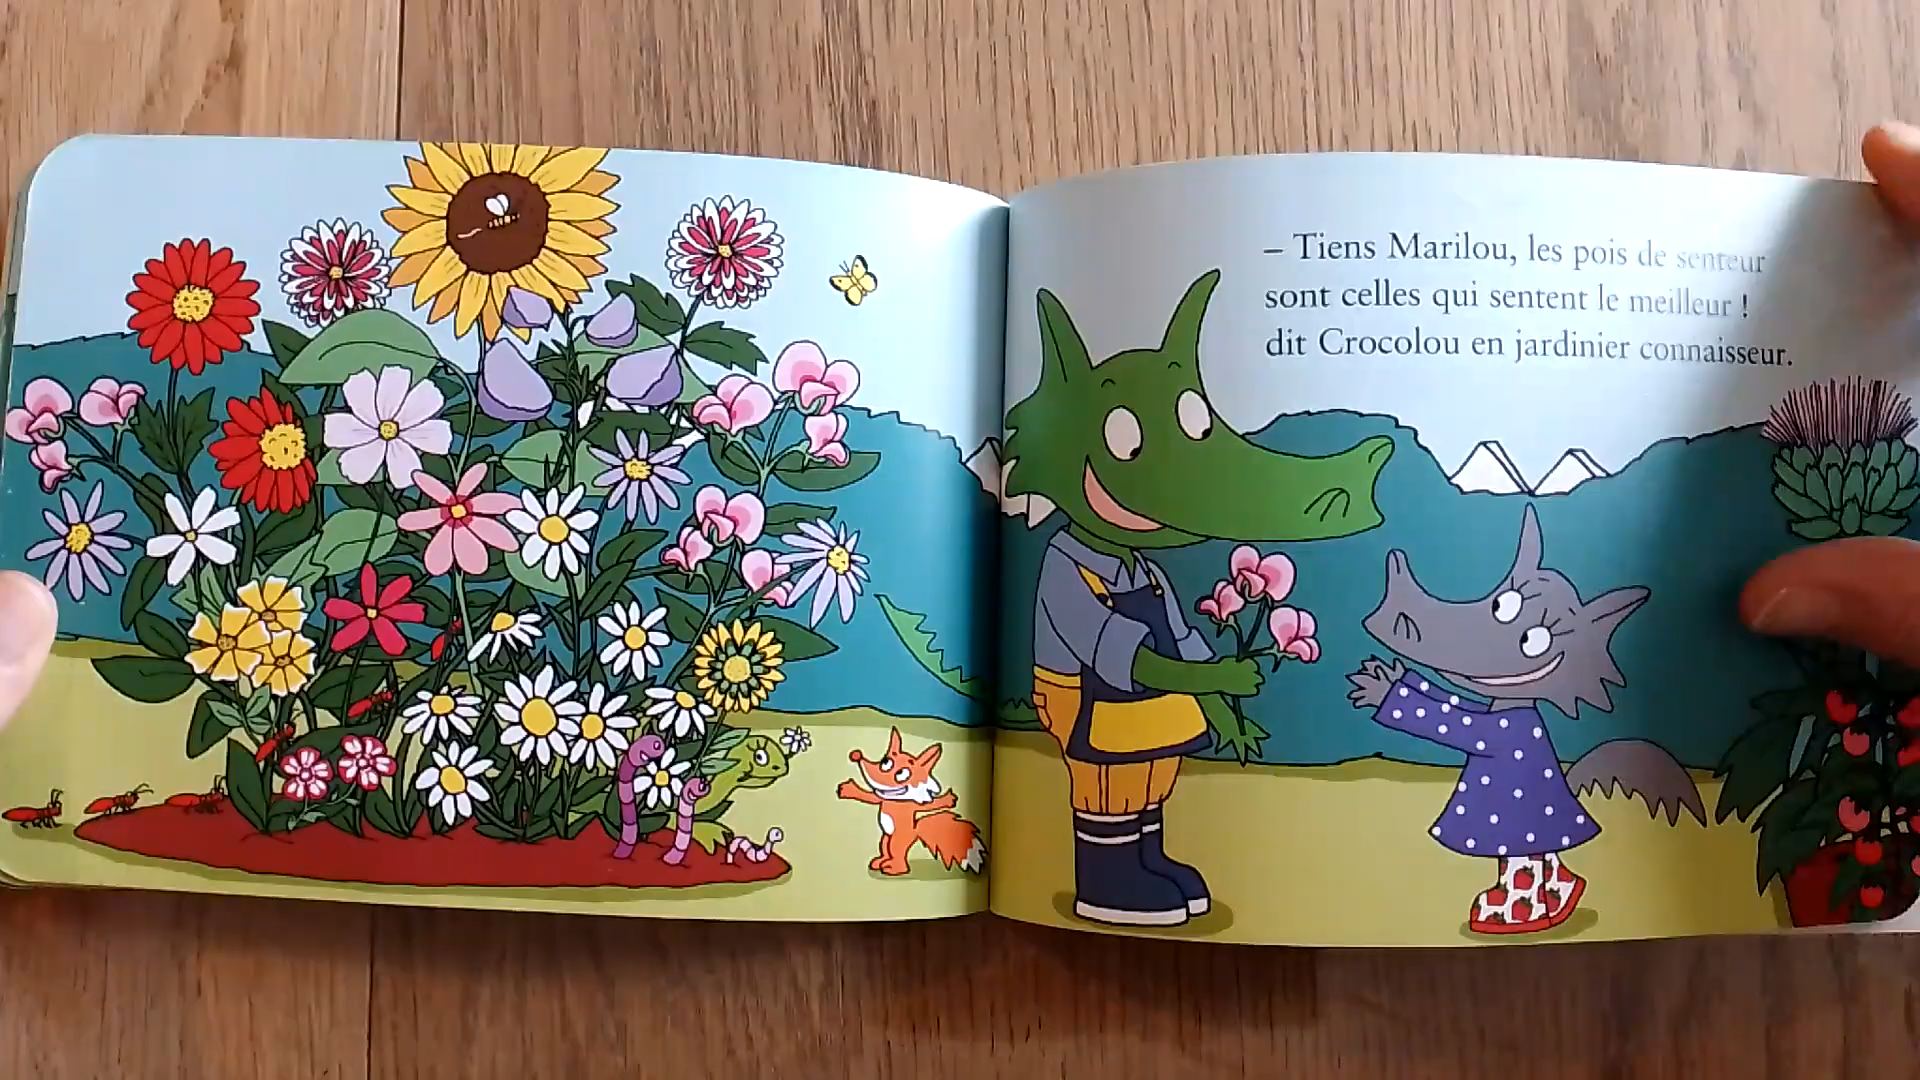 – Tiens Marilou, les pois de senteur
sont celles qui sentent le meilleur !
dit Crocolou en jardinier connaisseur.